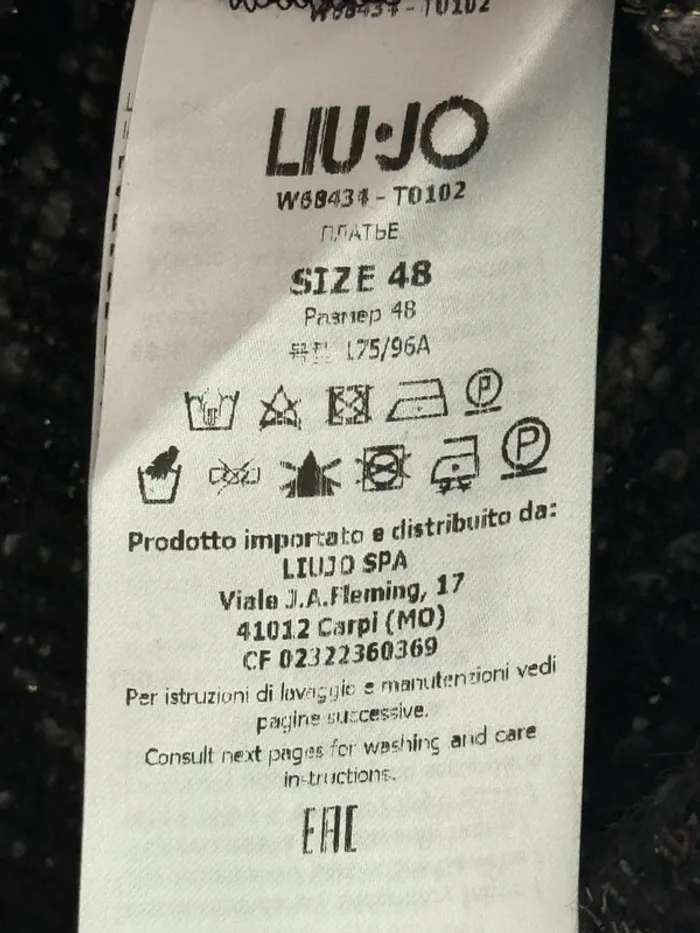 LIU·JO
- T0102
ПЛАТЬЕ
SIZE 48
Размер 48
175/96A
P
P
Prodotto importato e distribuito da:
LIUJO SPA
Viale J.A.Fleming, 17
41012 Carpi (MO)
CF 02322360369
Per istruzioni di lavaggio e manutenzioni vedi
pagine successive.
Consult next pages for washing and care
instructions.
EAC